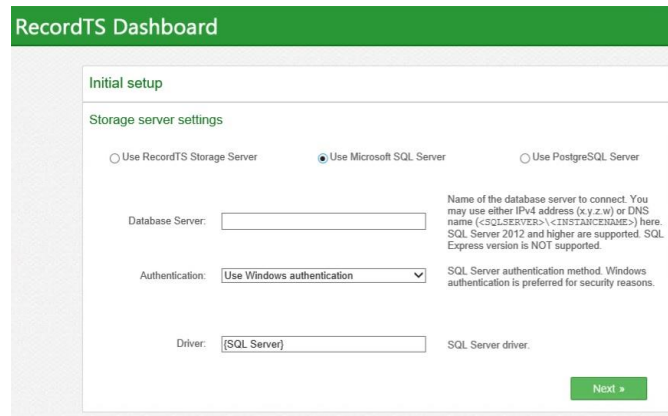 RecordTS Dashboard
Initial setup
Storage server settings
Use RecordTS Storage Server
Use Microsoft SQL Server
Use PostgreSQL Server
Database Server:
Name of the database server to connect. You
may use either IPv4 address (x.y.z.w) or DNS
name (<SQLSERVER>\<INSTANCENAME>) here.
SQL Server 2012 and higher are supported. SQL
Express version is NOT supported.
Authentication:
Use Windows authentication
SQL Server authentication method. Windows
authentication is preferred for security reasons.
Driver:
{SQL Server}
SQL Server driver.
Next »